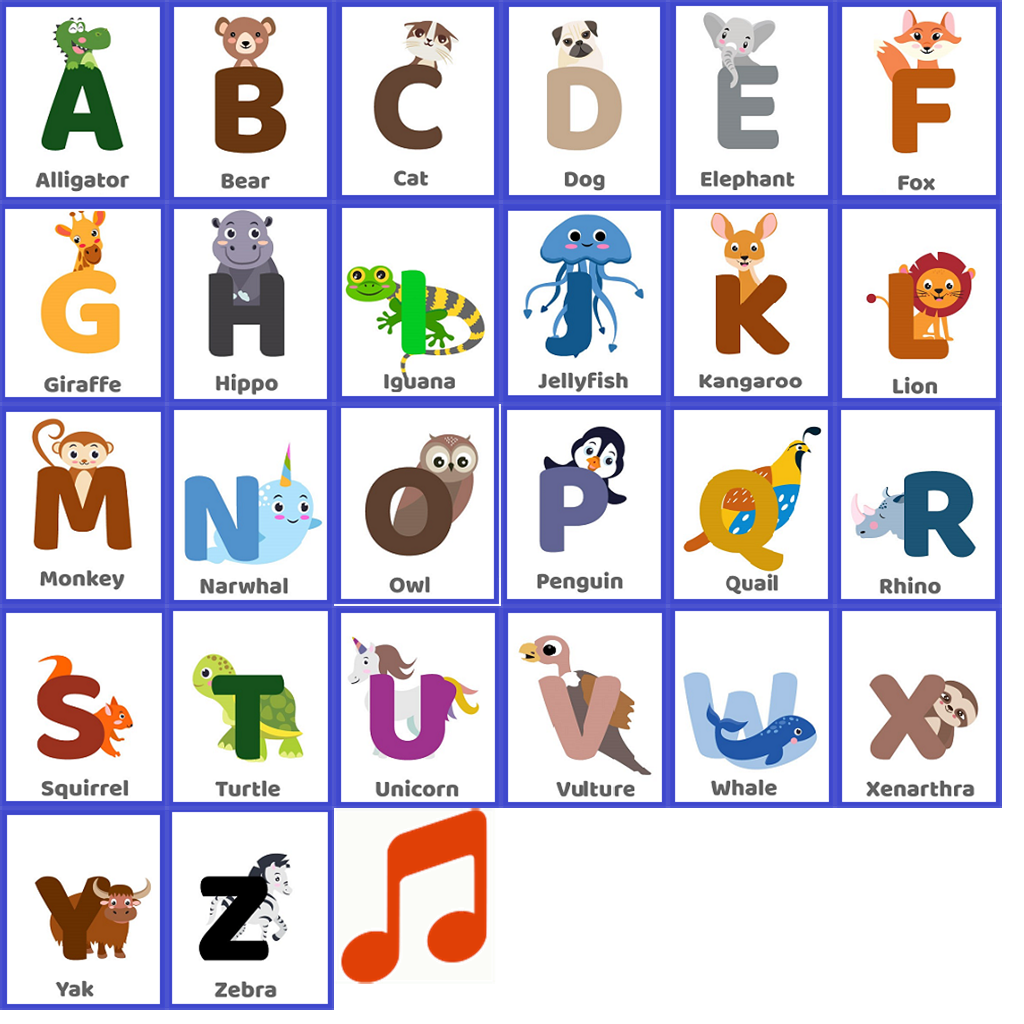 A B C D E F
Alligator Bear Cat Dog Elephant Fox
G H I J K L
Giraffe Hippo Iguana Jellyfish Kangaroo Lion
M N O P Q R
Monkey Narwhal Owl Penguin Quail Rhino
S T U V W X
Squirrel Turtle Unicorn Vulture Whale Xenarthra
Y Z
Yak Zebra